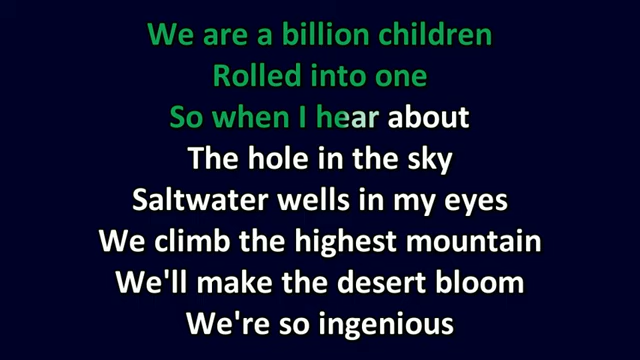 We are a billion children
Rolled into one
So when I hear about
The hole in the sky
Saltwater wells in my eyes
We climb the highest mountain
We'll make the desert bloom
We're so ingenious